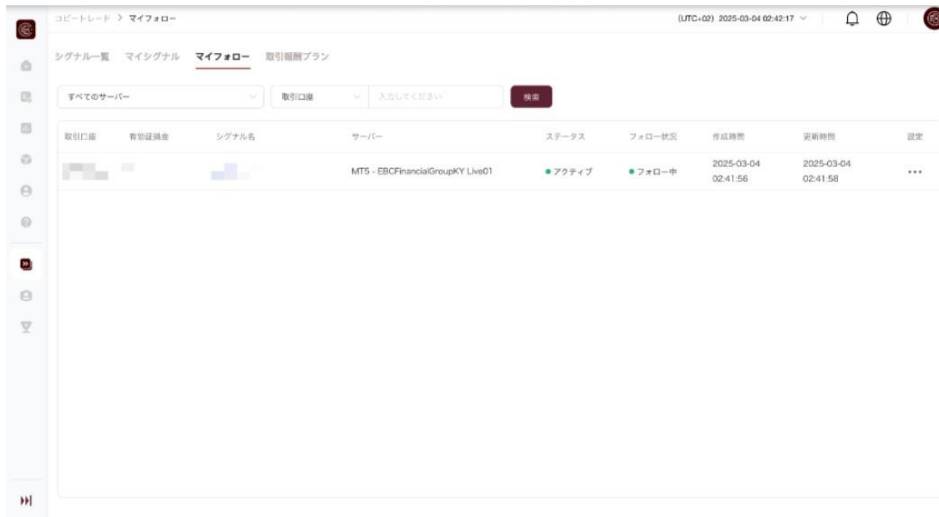 コピートレード > マイフォロー
(UTC+02) 2025-03-04 02:42:17
シグナル一覧 マイシグナル マイフォロー 取引報酬プラン
すべてのサーバー 取引口座 入力してください 検索
取引口座 有効証拠金 シグナル名 サーバー ステータス フォロー状況 作成時間 更新時間 設定
MT5 - EBCFinancialGroupKY Live01 アクティブ フォロー中 2025-03-04 2025-03-04
02:41:56 02:41:58